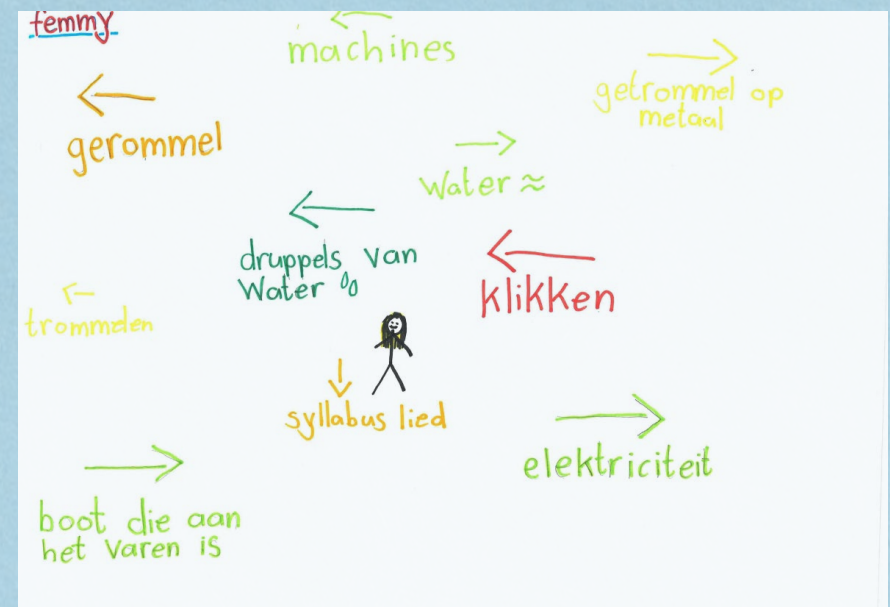 femmy
machines
getrommel op
metaal
gerommel
water ≈
druppels van
water
klikken
trommelen
syllabus lied
elektriciteit
boot die aan
het varen is